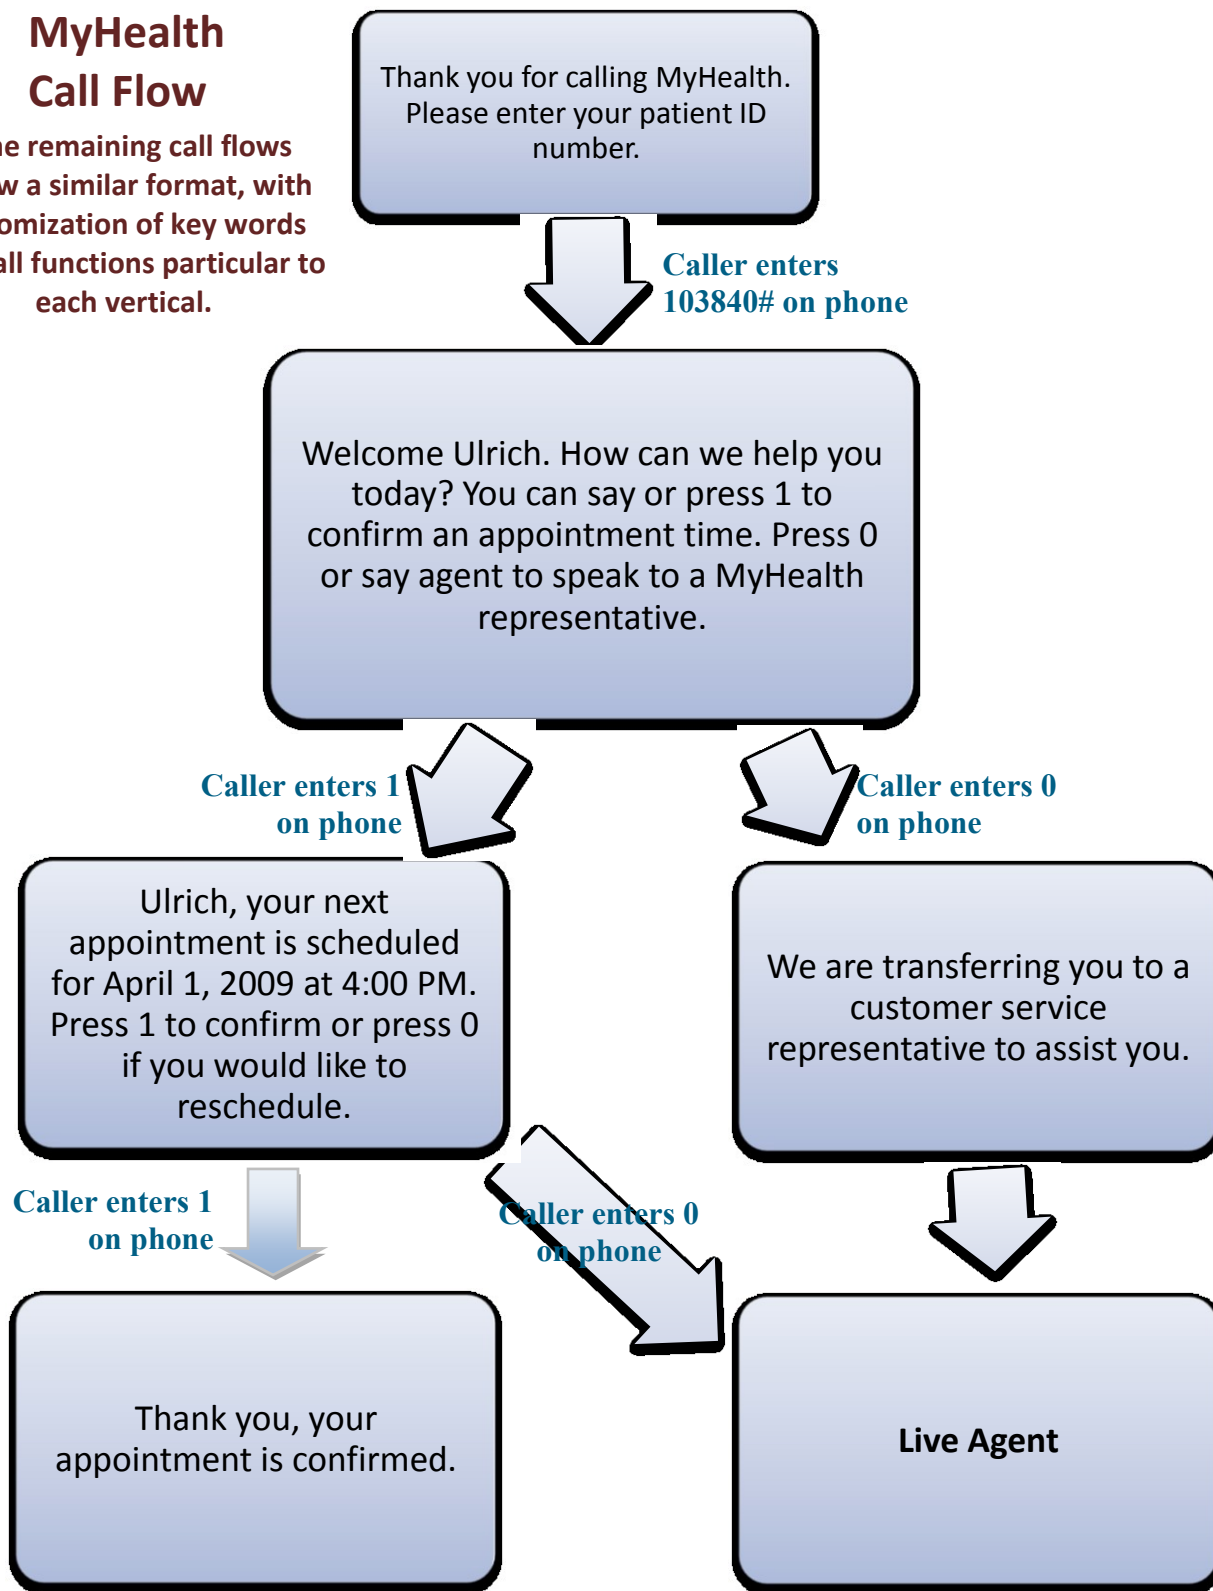 MyHealth
Call Flow
remaining call flows
a similar format, with
of key words
functions particular to
each vertical.
Thank you for calling MyHealth.
Please enter your patient ID
number.
Caller enters
103840# on phone
Welcome Ulrich. How can we help you
today? You can say or press 1 to
confirm an appointment time. Press 0
or say agent to speak to a MyHealth
representative.
Caller enters 1
on phone
Caller enters 0
on phone
Ulrich, your next
appointment is scheduled
for April 1, 2009 at 4:00 PM.
Press 1 to confirm or press 0
if you would like to
reschedule.
We are transferring you to a
customer service
representative to assist you.
Caller enters 1
on phone
Caller enters 0
on phone
Thank you, your
appointment is confirmed.
Live Agent